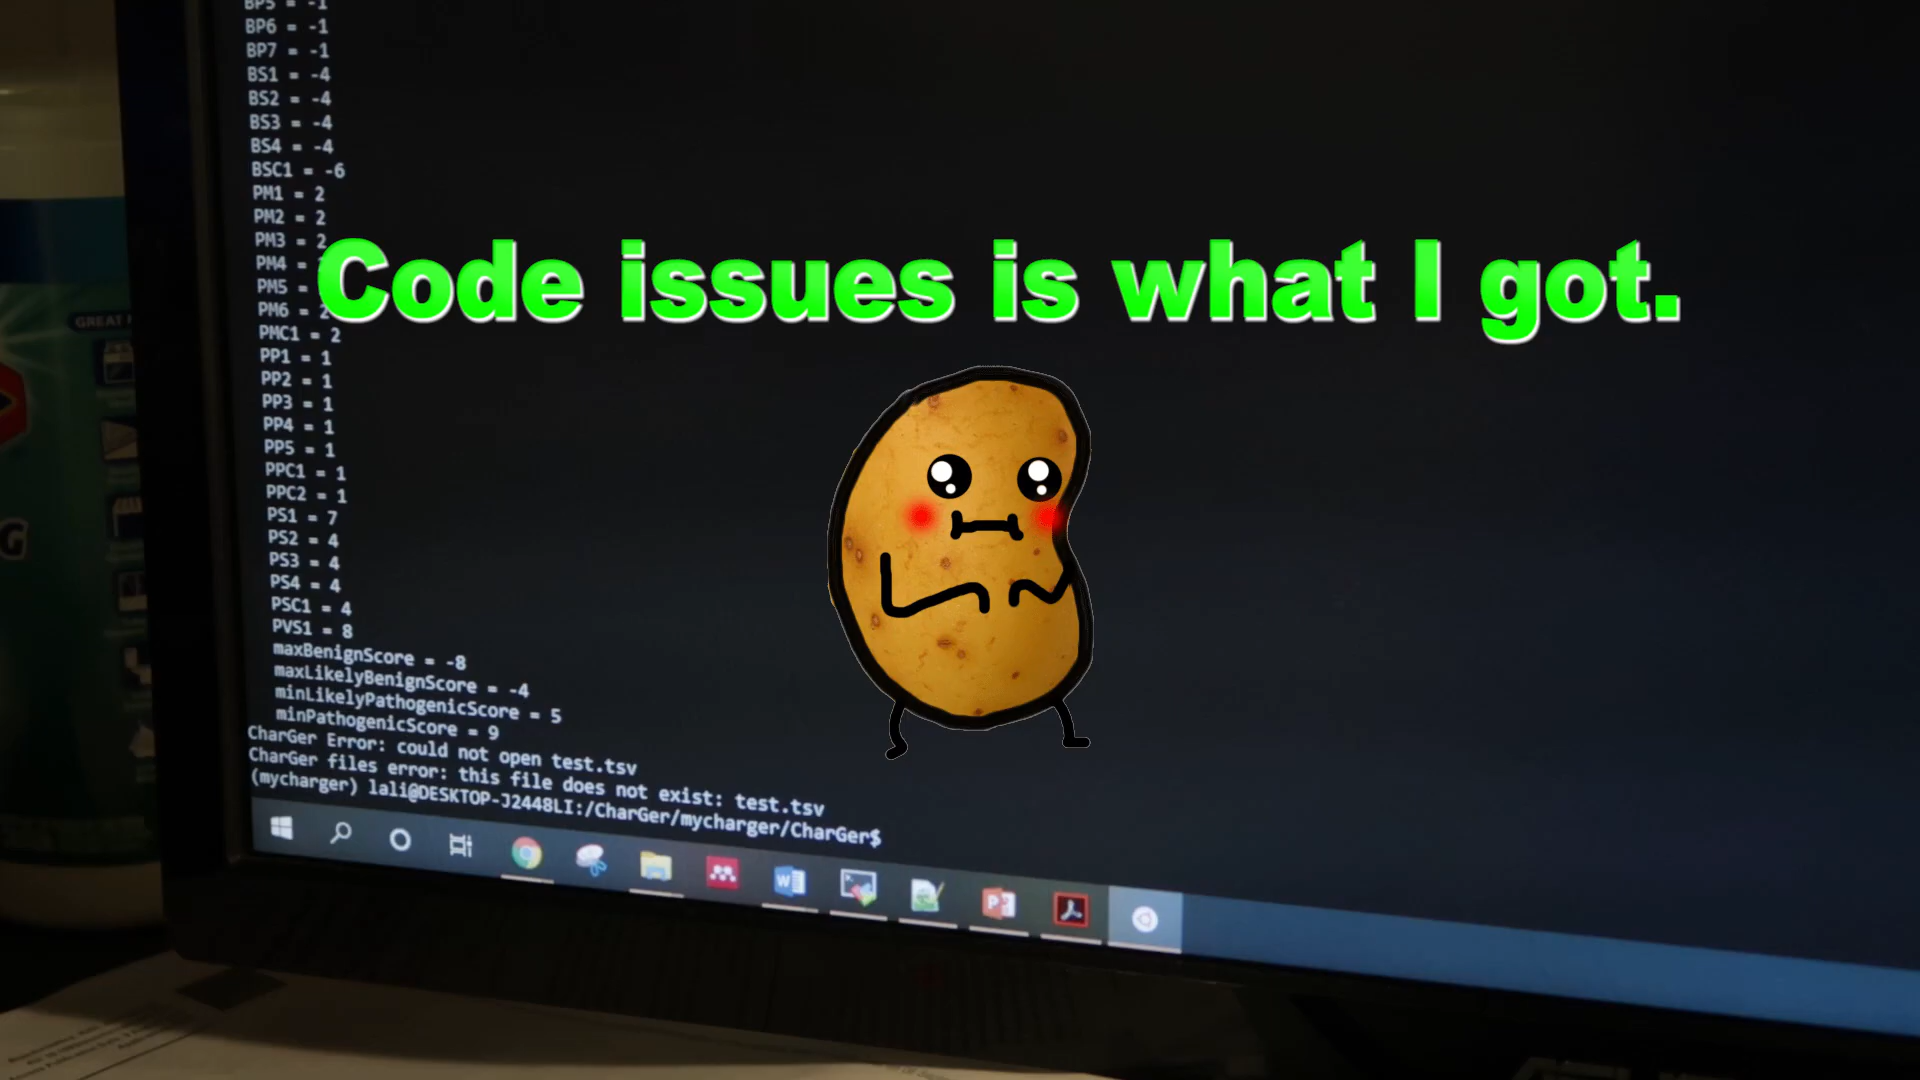 BP5 = -1
BP6 = -1
BP7 = -1
BS1 = -4
BS2 = -4
BS3 = -4
BS4 = -4
BSC1 = -6
PM1 = 2
PM2 = 2
PM3 = 2
PM4 =
PM5 =
PM6 = 2
PMC1 = 2
PP1 = 1
PP2 = 1
PP3 = 1
PP4 = 1
PP5 = 1
PPC1 = 1
PPC2 = 1
PS1 = 7
PS2 = 4
PS3 = 4
PS4 = 4
PSC1 = 4
PVS1 = 8
maxBenignScore = -8
maxLikelyBenignScore = -4
minLikelyPathogenicScore = 5
minPathogenicScore = 9
CharGer Error: could not open test.tsv
CharGer files error: this file does not exist: test.tsv
(mycharger) lali@DESKTOP-J2448LI:/CharGer/mycharger/CharGer$
Code issues is what I got.
GREAT
G